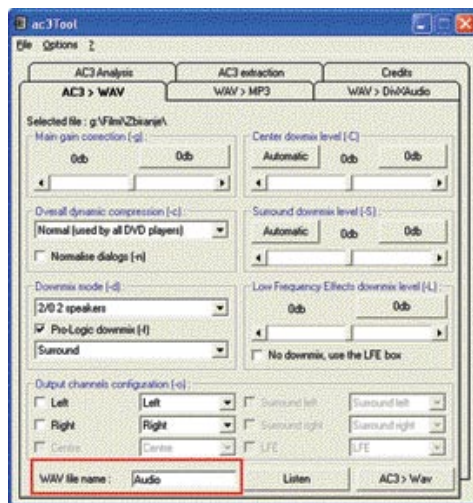 ac3Tool
File Options ?
AC3 Analysis AC3 extraction Credits
AC3 > WAV WAV > MP3 WAV > DivXAudio
Selected file : g:\Filmi\Zbiranje\
Main gain correction (-g)
0db 0db
Center downmix level (-C)
Automatic 0db 0db
Overall dynamic compression (-c)
Normal (used by all DVD players)
Normalise dialogs (-n)
Surround downmix level (-S)
Automatic 0db 0db
Downmix mode (-d)
2/0 2 speakers
Pro-Logic downmix (-l)
Surround
Low Frequency Effects downmix level (-L)
0db 0db
No downmix, use the LFE box
Output channels configuration (-o) :
Left Left Surround left Surround left
Right Right Surround right Surround right
Centre Centre LFE LFE
WAV file name : Audio Listen AC3 > Wav